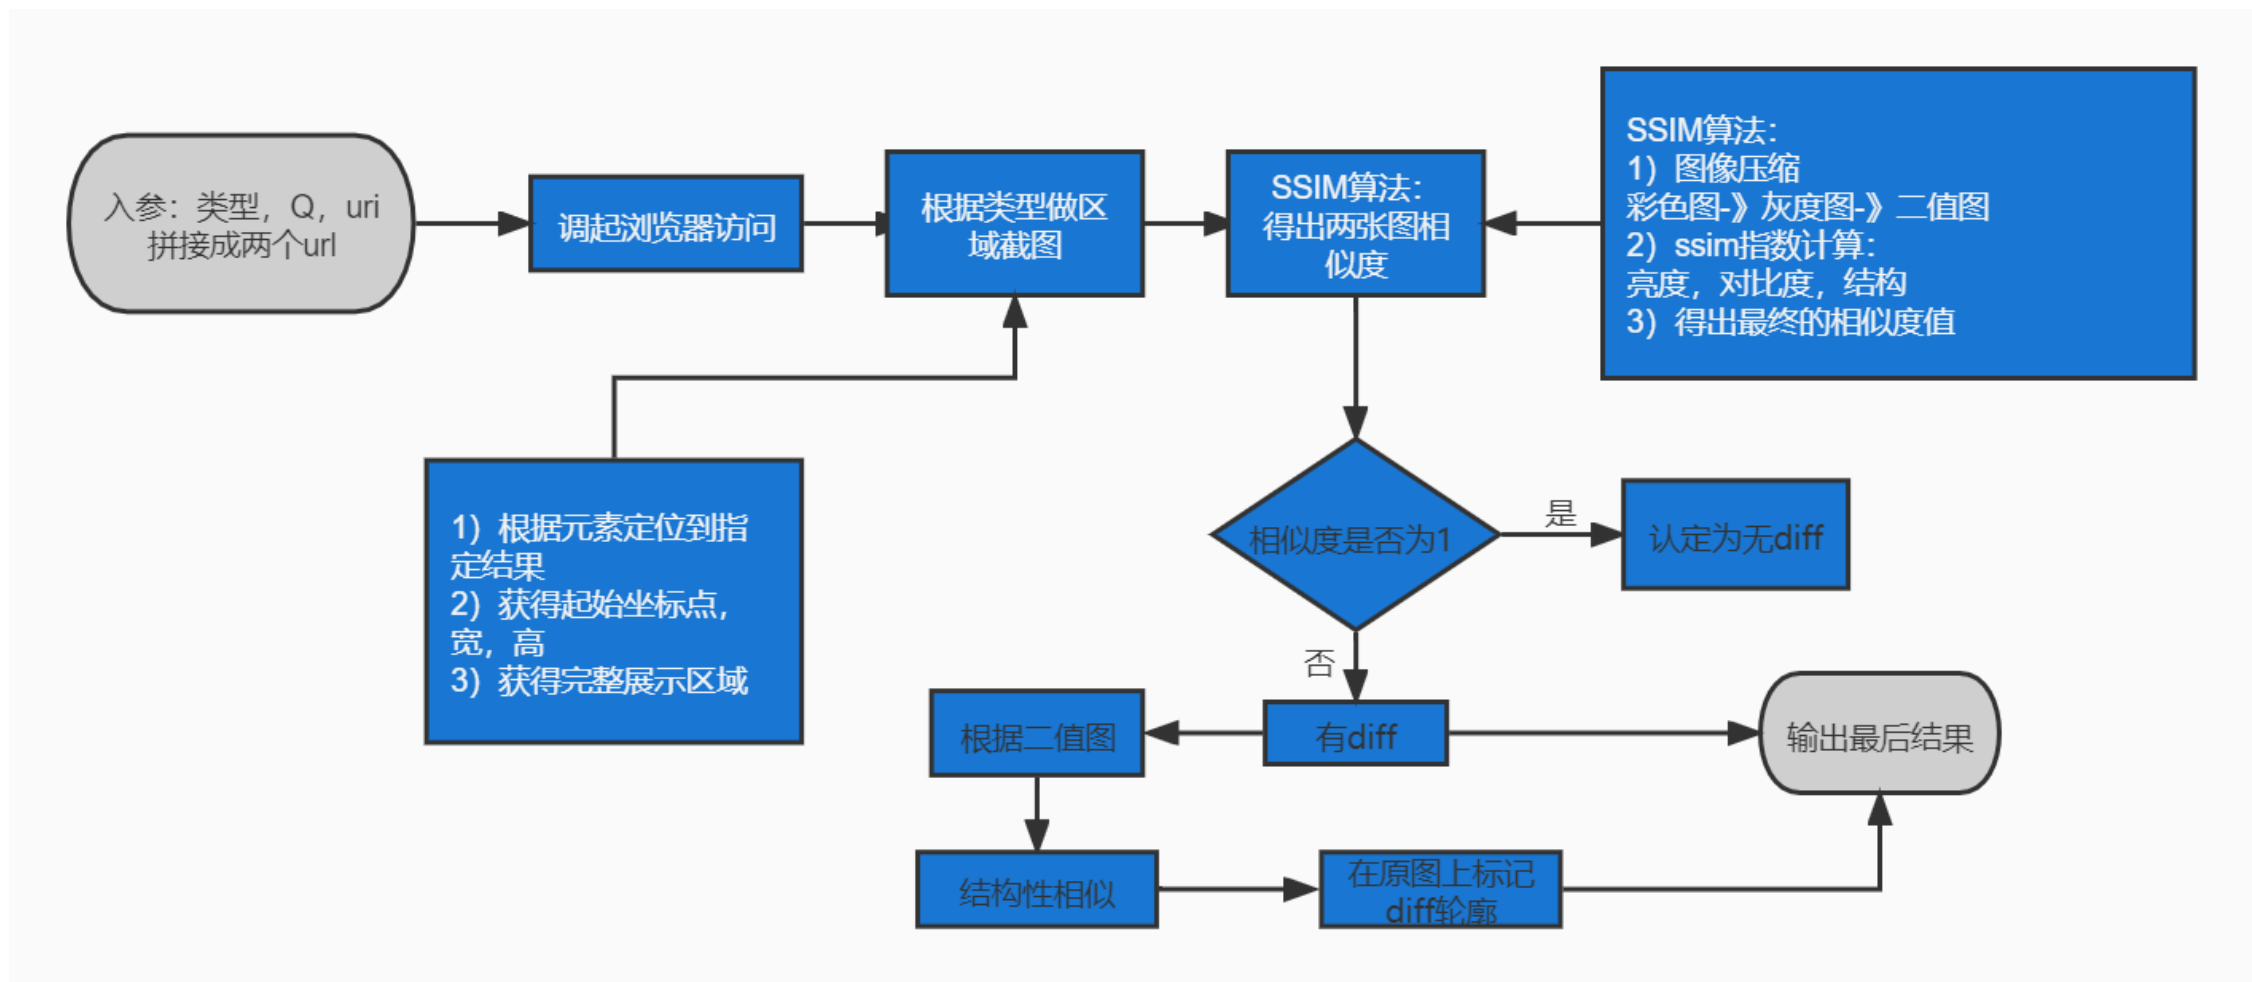 入参：类型，Q，uri
拼接成两个url
调起浏览器访问
根据类型做区
域截图
SSIM算法：
得出两张图相
似度
SSIM算法：
1）图像压缩
彩色图-》灰度图-》二值图
2）ssim指数计算：
亮度，对比度，结构
3）得出最终的相似度值
1）根据元素定位到指
定结果
2）获得起始坐标点，
宽，高
3）获得完整展示区域
相似度是否为1
是
认定为无diff
否
有diff
根据二值图
结构性相似
在原图上标记
diff轮廓
输出最后结果